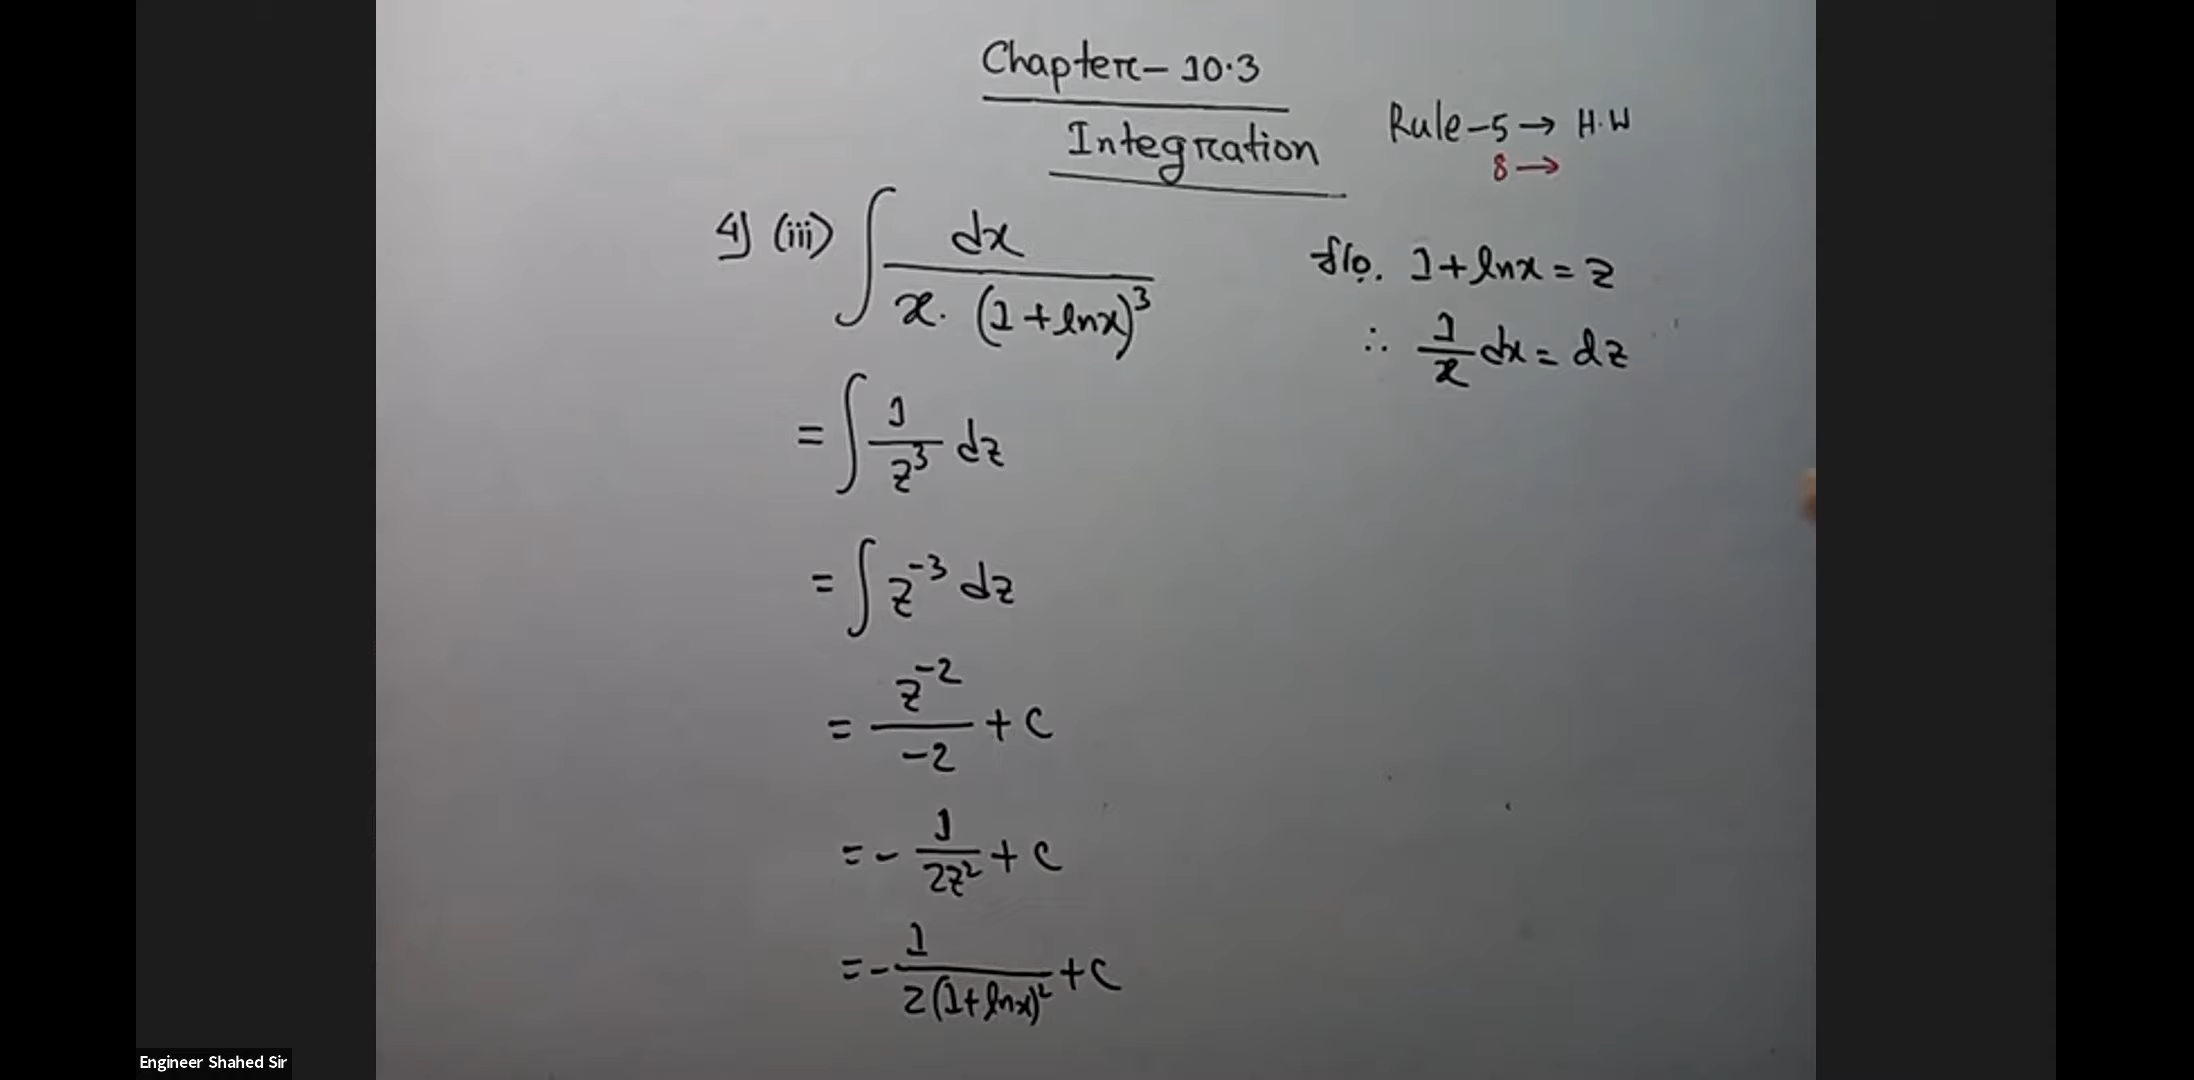 Chapter - 10.3
Integration
Rule-5 → H.W
8 →
4) (iii) ∫ dx / x. (1+lnx)³
ধরি. 1+lnx = z
∴ 1/x dx = dz
= ∫ 1/z³ dz
= ∫ z⁻³ dz
= z⁻²/-2 + c
= - 1/2z² + c
= - 1/2(1+lnx)² + c
Engineer Shahed Sir